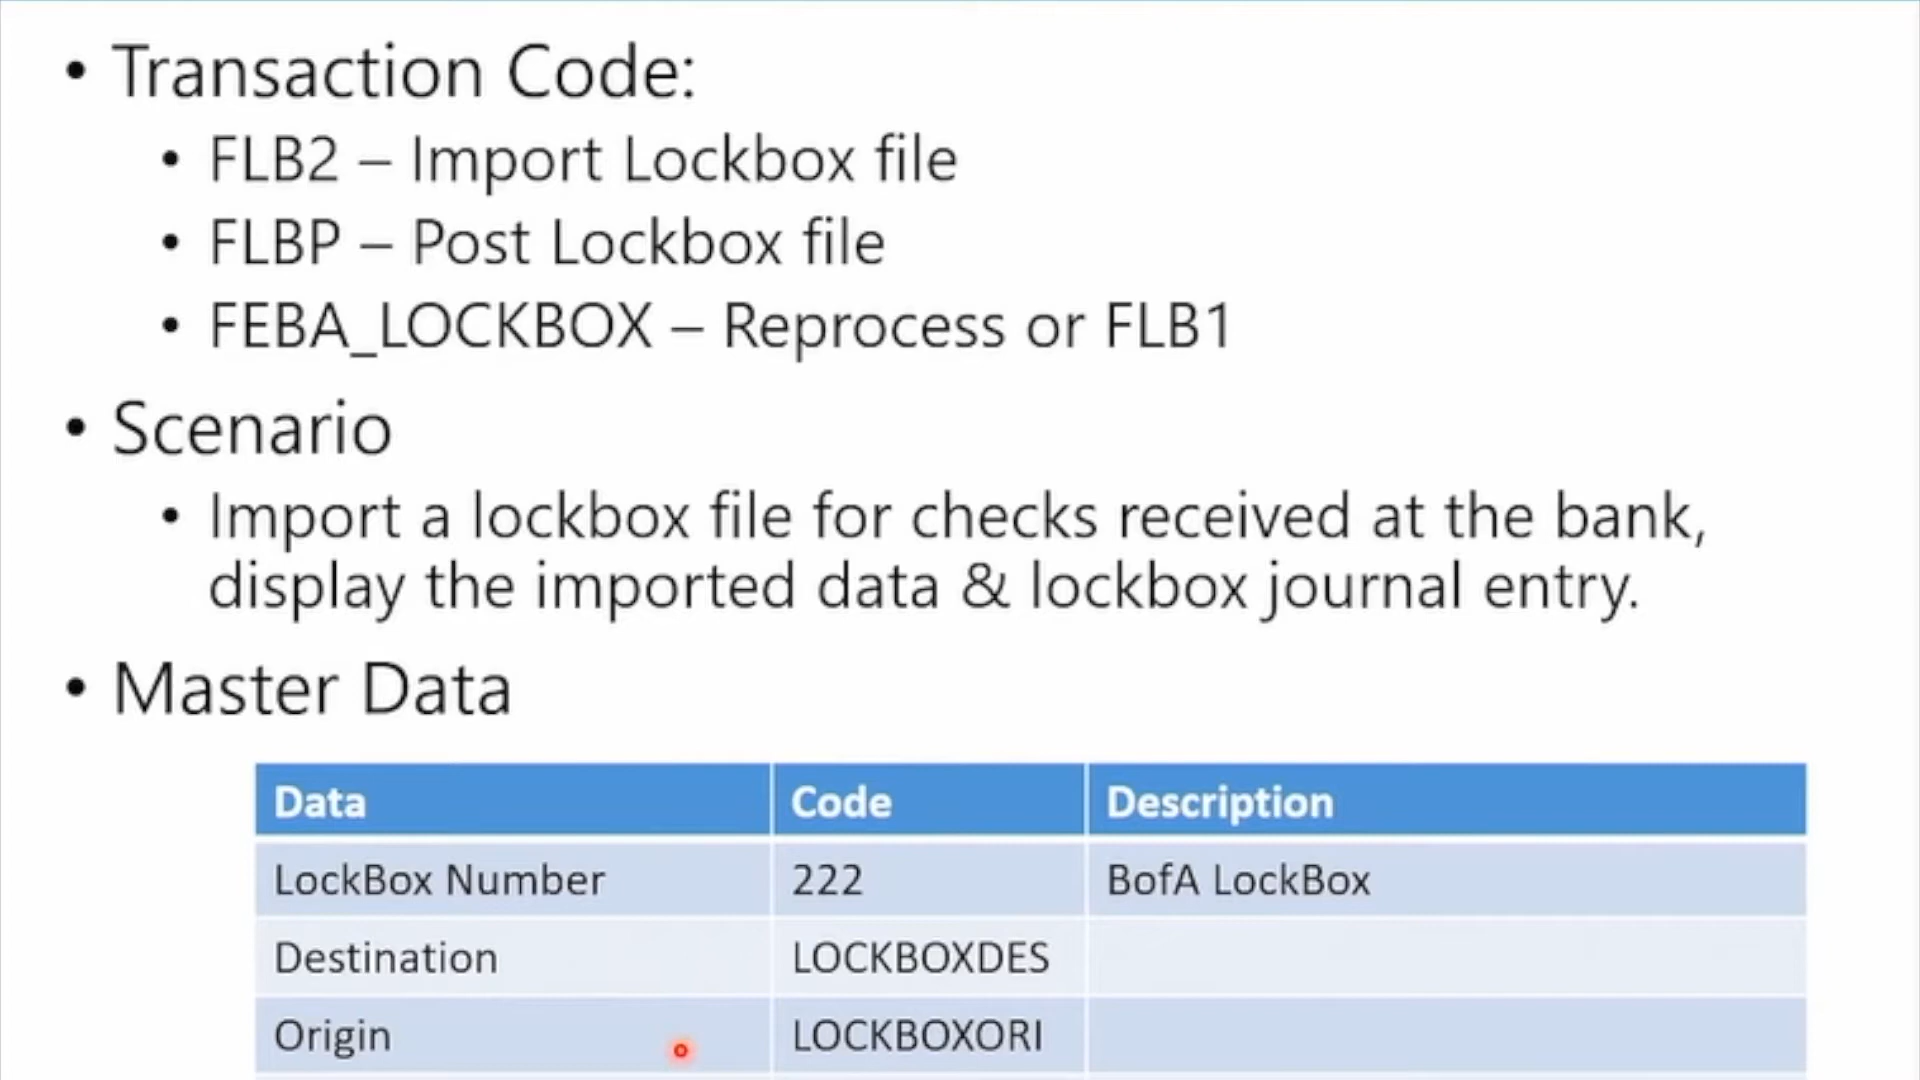 • Transaction Code:
• FLB2 – Import Lockbox file
• FLBP – Post Lockbox file
• FEBA_LOCKBOX – Reprocess or FLB1
• Scenario
• Import a lockbox file for checks received at the bank,
display the imported data & lockbox journal entry.
• Master Data
Data Code Description
LockBox Number 222 BofA LockBox
Destination LOCKBOXDES
Origin LOCKBOXORI